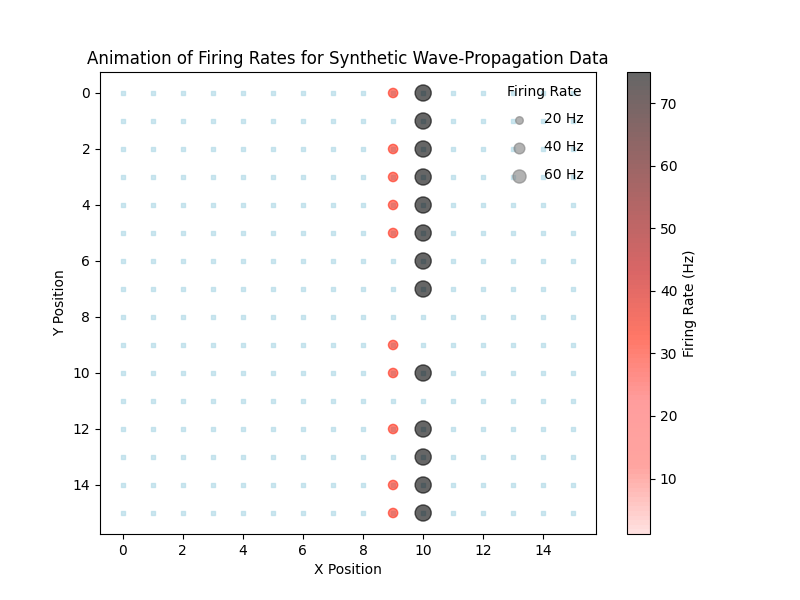 Animation of Firing Rates for Synthetic Wave-Propagation Data
Firing Rate
20 Hz
40 Hz
60 Hz
0
2
4
6
8
10
12
14
Y Position
0 2 4 6 8 10 12 14
X Position
70
60
50
40
30
20
10
Firing Rate (Hz)